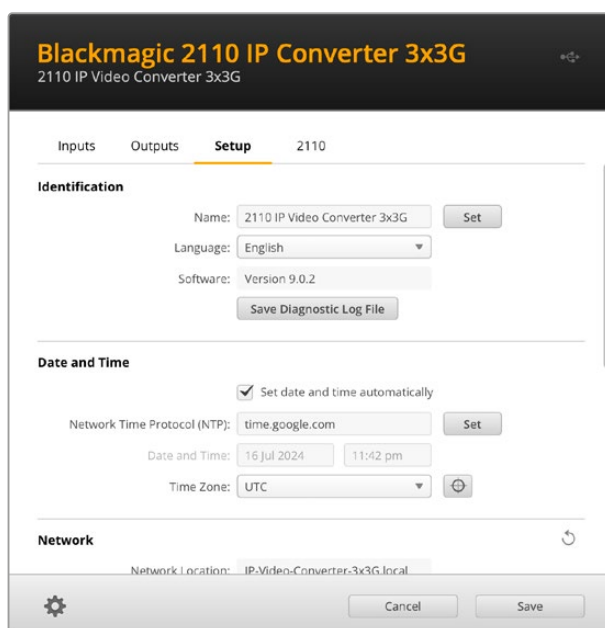 Blackmagic 2110 IP Converter 3x3G
2110 IP Video Converter 3x3G
Inputs Outputs Setup 2110
Identification
Name: 2110 IP Video Converter 3x3G Set
Language: English
Software: Version 9.0.2
Save Diagnostic Log File
Date and Time
Set date and time automatically
Network Time Protocol (NTP): time.google.com Set
Date and Time: 16 Jul 2024 11:42 pm
Time Zone: UTC
Network
Network Location: IP-Video-Converter-3x3G.local
Cancel Save